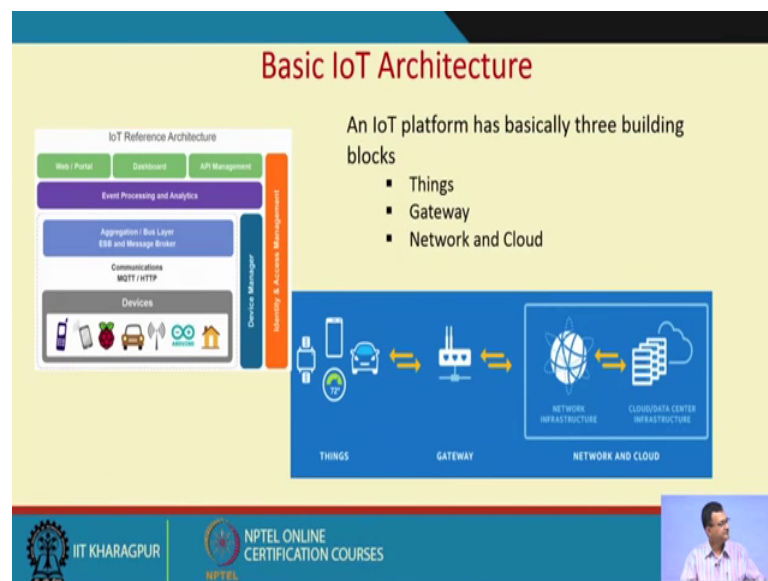 Basic IoT Architecture
IoT Reference Architecture
Web / Portal
Dashboard
API Management
Event Processing and Analytics
Aggregation / Bus Layer
ESB and Message Broker
Communications
MQTT / HTTP
Devices
ARDUINO
Device Manager
Identity & Access Management
An IoT platform has basically three building
blocks
▪ Things
▪ Gateway
▪ Network and Cloud
72°
NETWORK
INFRASTRUCTURE
CLOUD/DATA CENTER
INFRASTRUCTURE
THINGS
GATEWAY
NETWORK AND CLOUD
IIT KHARAGPUR
NPTEL
NPTEL ONLINE
CERTIFICATION COURSES